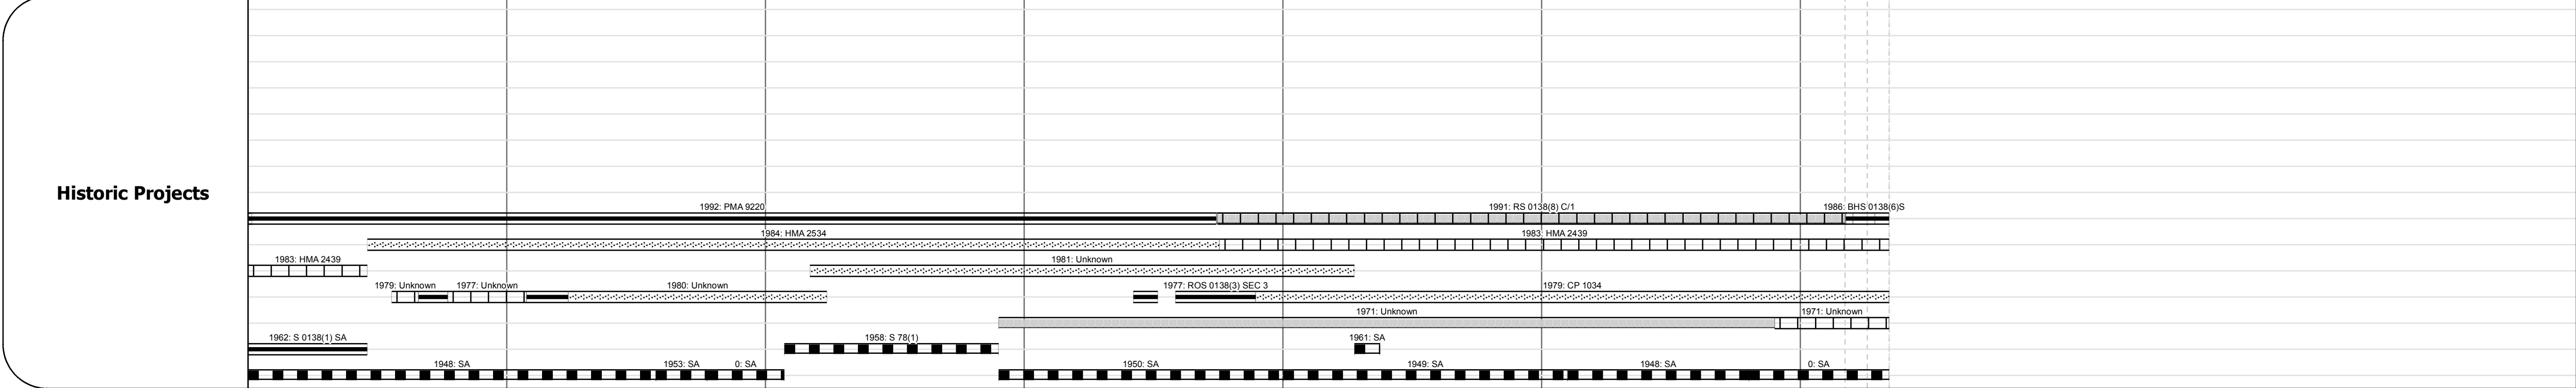 Historic Projects
1992: PMA 9220
1991: RS 0138(8) C/1
1986: BHS 0138(6)S
1984: HMA 2534
1983: HMA 2439
1983: HMA 2439
1981: Unknown
1979: Unknown
1977: Unknown
1980: Unknown
1977: ROS 0138(3) SEC 3
1979: CP 1034
1971: Unknown
1971: Unknown
1962: S 0138(1) SA
1958: S 78(1)
1961: SA
1948: SA
1953: SA
0: SA
1950: SA
1949: SA
1948: SA
0: SA